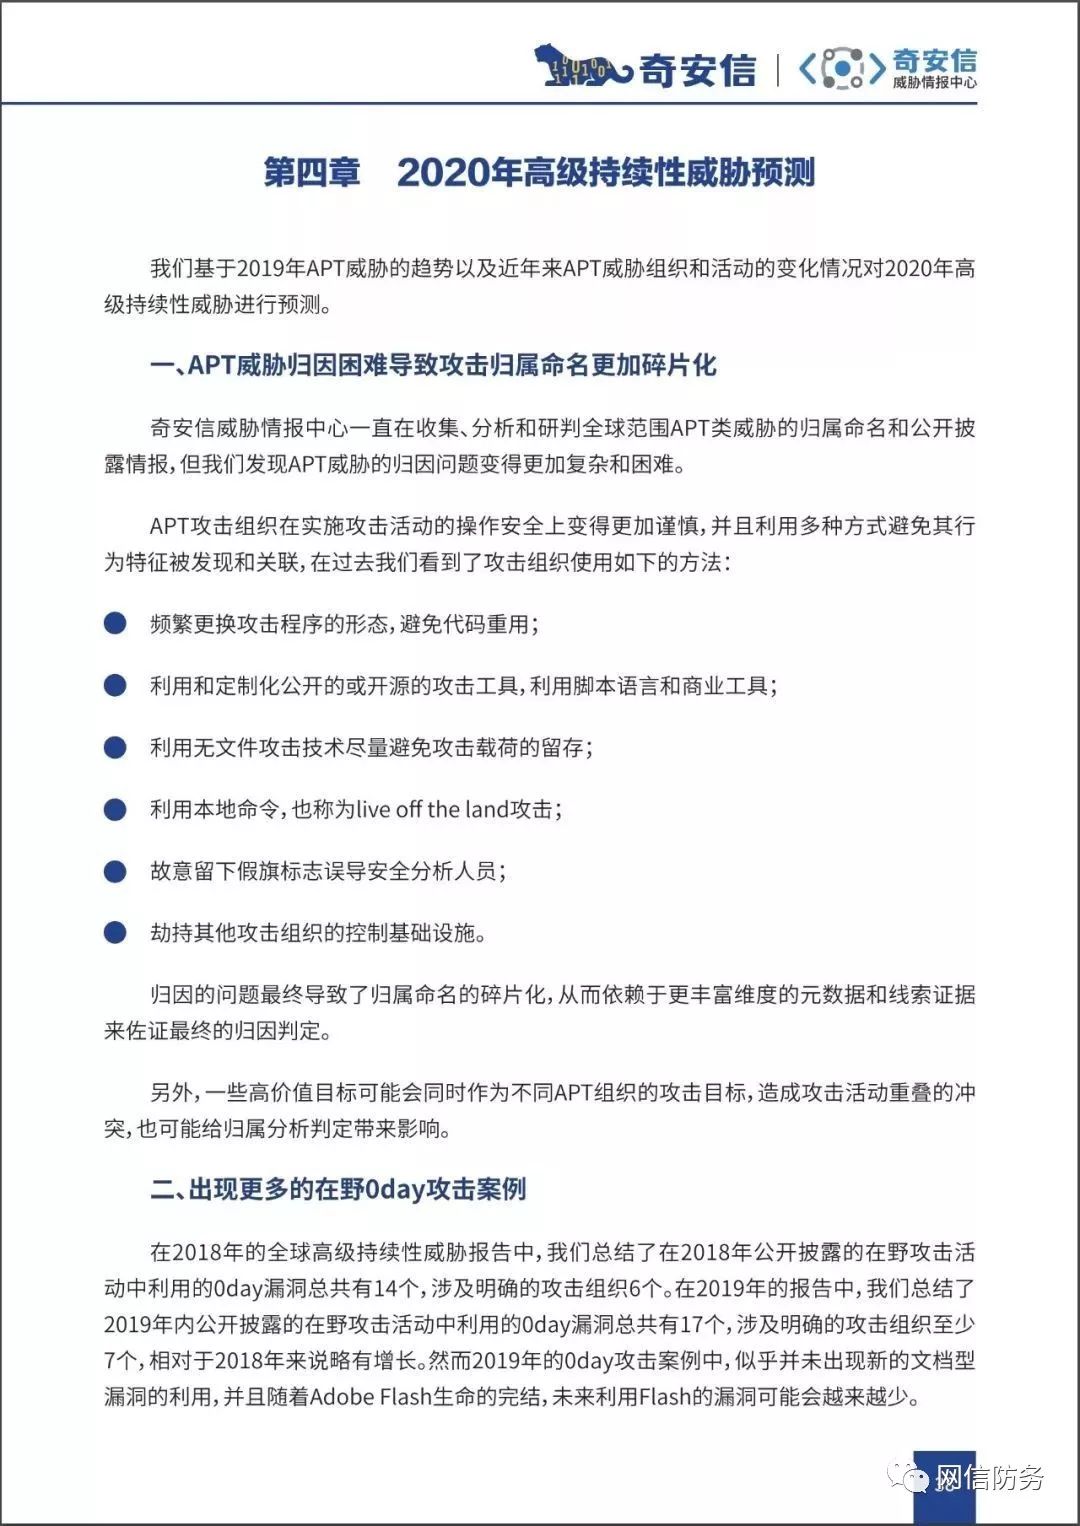 奇安信
奇安信
威胁情报中心
第四章 2020年高级持续性威胁预测
我们基于2019年APT威胁的趋势以及近年来APT威胁组织和活动的变化情况对2020年高
级持续性威胁进行预测。
一、APT威胁归因困难导致攻击归属命名更加碎片化
奇安信威胁情报中心一直在收集、分析和研判全球范围APT类威胁的归属命名和公开披
露情报，但我们发现APT威胁的归因问题变得更加复杂和困难。
APT攻击组织在实施攻击活动的操作安全上变得更加谨慎，并且利用多种方式避免其行
为特征被发现和关联，在过去我们看到了攻击组织使用如下的方法：
● 频繁更换攻击程序的形态，避免代码重用；
● 利用和定制化公开的或开源的攻击工具，利用脚本语言和商业工具；
● 利用无文件攻击技术尽量避免攻击载荷的留存；
● 利用本地命令，也称为live off the land攻击；
● 故意留下假旗标志误导安全分析人员；
● 劫持其他攻击组织的控制基础设施。
归因的问题最终导致了归属命名的碎片化，从而依赖于更丰富维度的元数据和线索证据
来佐证最终的归因判定。
另外，一些高价值目标可能会同时作为不同APT组织的攻击目标，造成攻击活动重叠的冲
突，也可能给归属分析判定带来影响。
二、出现更多的在野0day攻击案例
在2018年的全球高级持续性威胁报告中，我们总结了在2018年公开披露的在野攻击活
动中利用的0day漏洞总共有14个，涉及明确的攻击组织6个。在2019年的报告中，我们总结了
2019年内公开披露的在野攻击活动中利用的0day漏洞总共有17个，涉及明确的攻击组织至少
7个，相对于2018年来说略有增长。然而2019年的0day攻击案例中，似乎并未出现新的文档型
漏洞的利用，并且随着Adobe Flash生命的完结，未来利用Flash的漏洞可能会越来越少。
网信防务